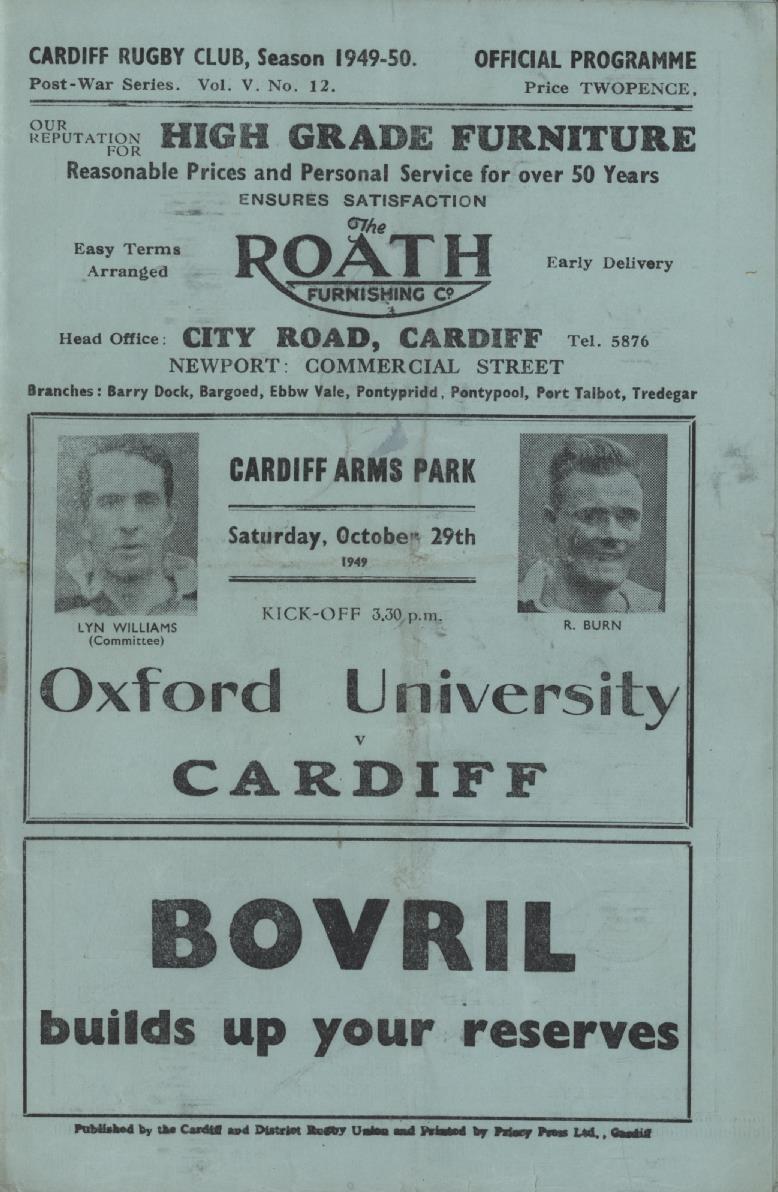 CARDIFF RUGBY CLUB, Season 1949-50. OFFICIAL PROGRAMME
Post-War Series. Vol. V. No. 12. Price TWOPENCE.
OUR REPUTATION FOR HIGH GRADE FURNITURE
Reasonable Prices and Personal Service for over 50 Years
ENSURES SATISFACTION
The
Easy Terms Arranged
ROATH
FURNISHING Co.
Early Delivery
Head Office: CITY ROAD, CARDIFF Tel. 5876
NEWPORT: COMMERCIAL STREET
Branches: Barry Dock, Bargoed, Ebbw Vale, Pontypridd, Pontypool, Port Talbot, Tredegar
CARDIFF ARMS PARK
Saturday, October 29th
1949
KICK-OFF 3.30 p.m.
LYN WILLIAMS
(Committee)
R. BURN
Oxford University
v
CARDIFF
BOVRIL
builds up your reserves
Published by the Cardiff and District Rugby Union and Printed by Priory Press Ltd., Cardiff